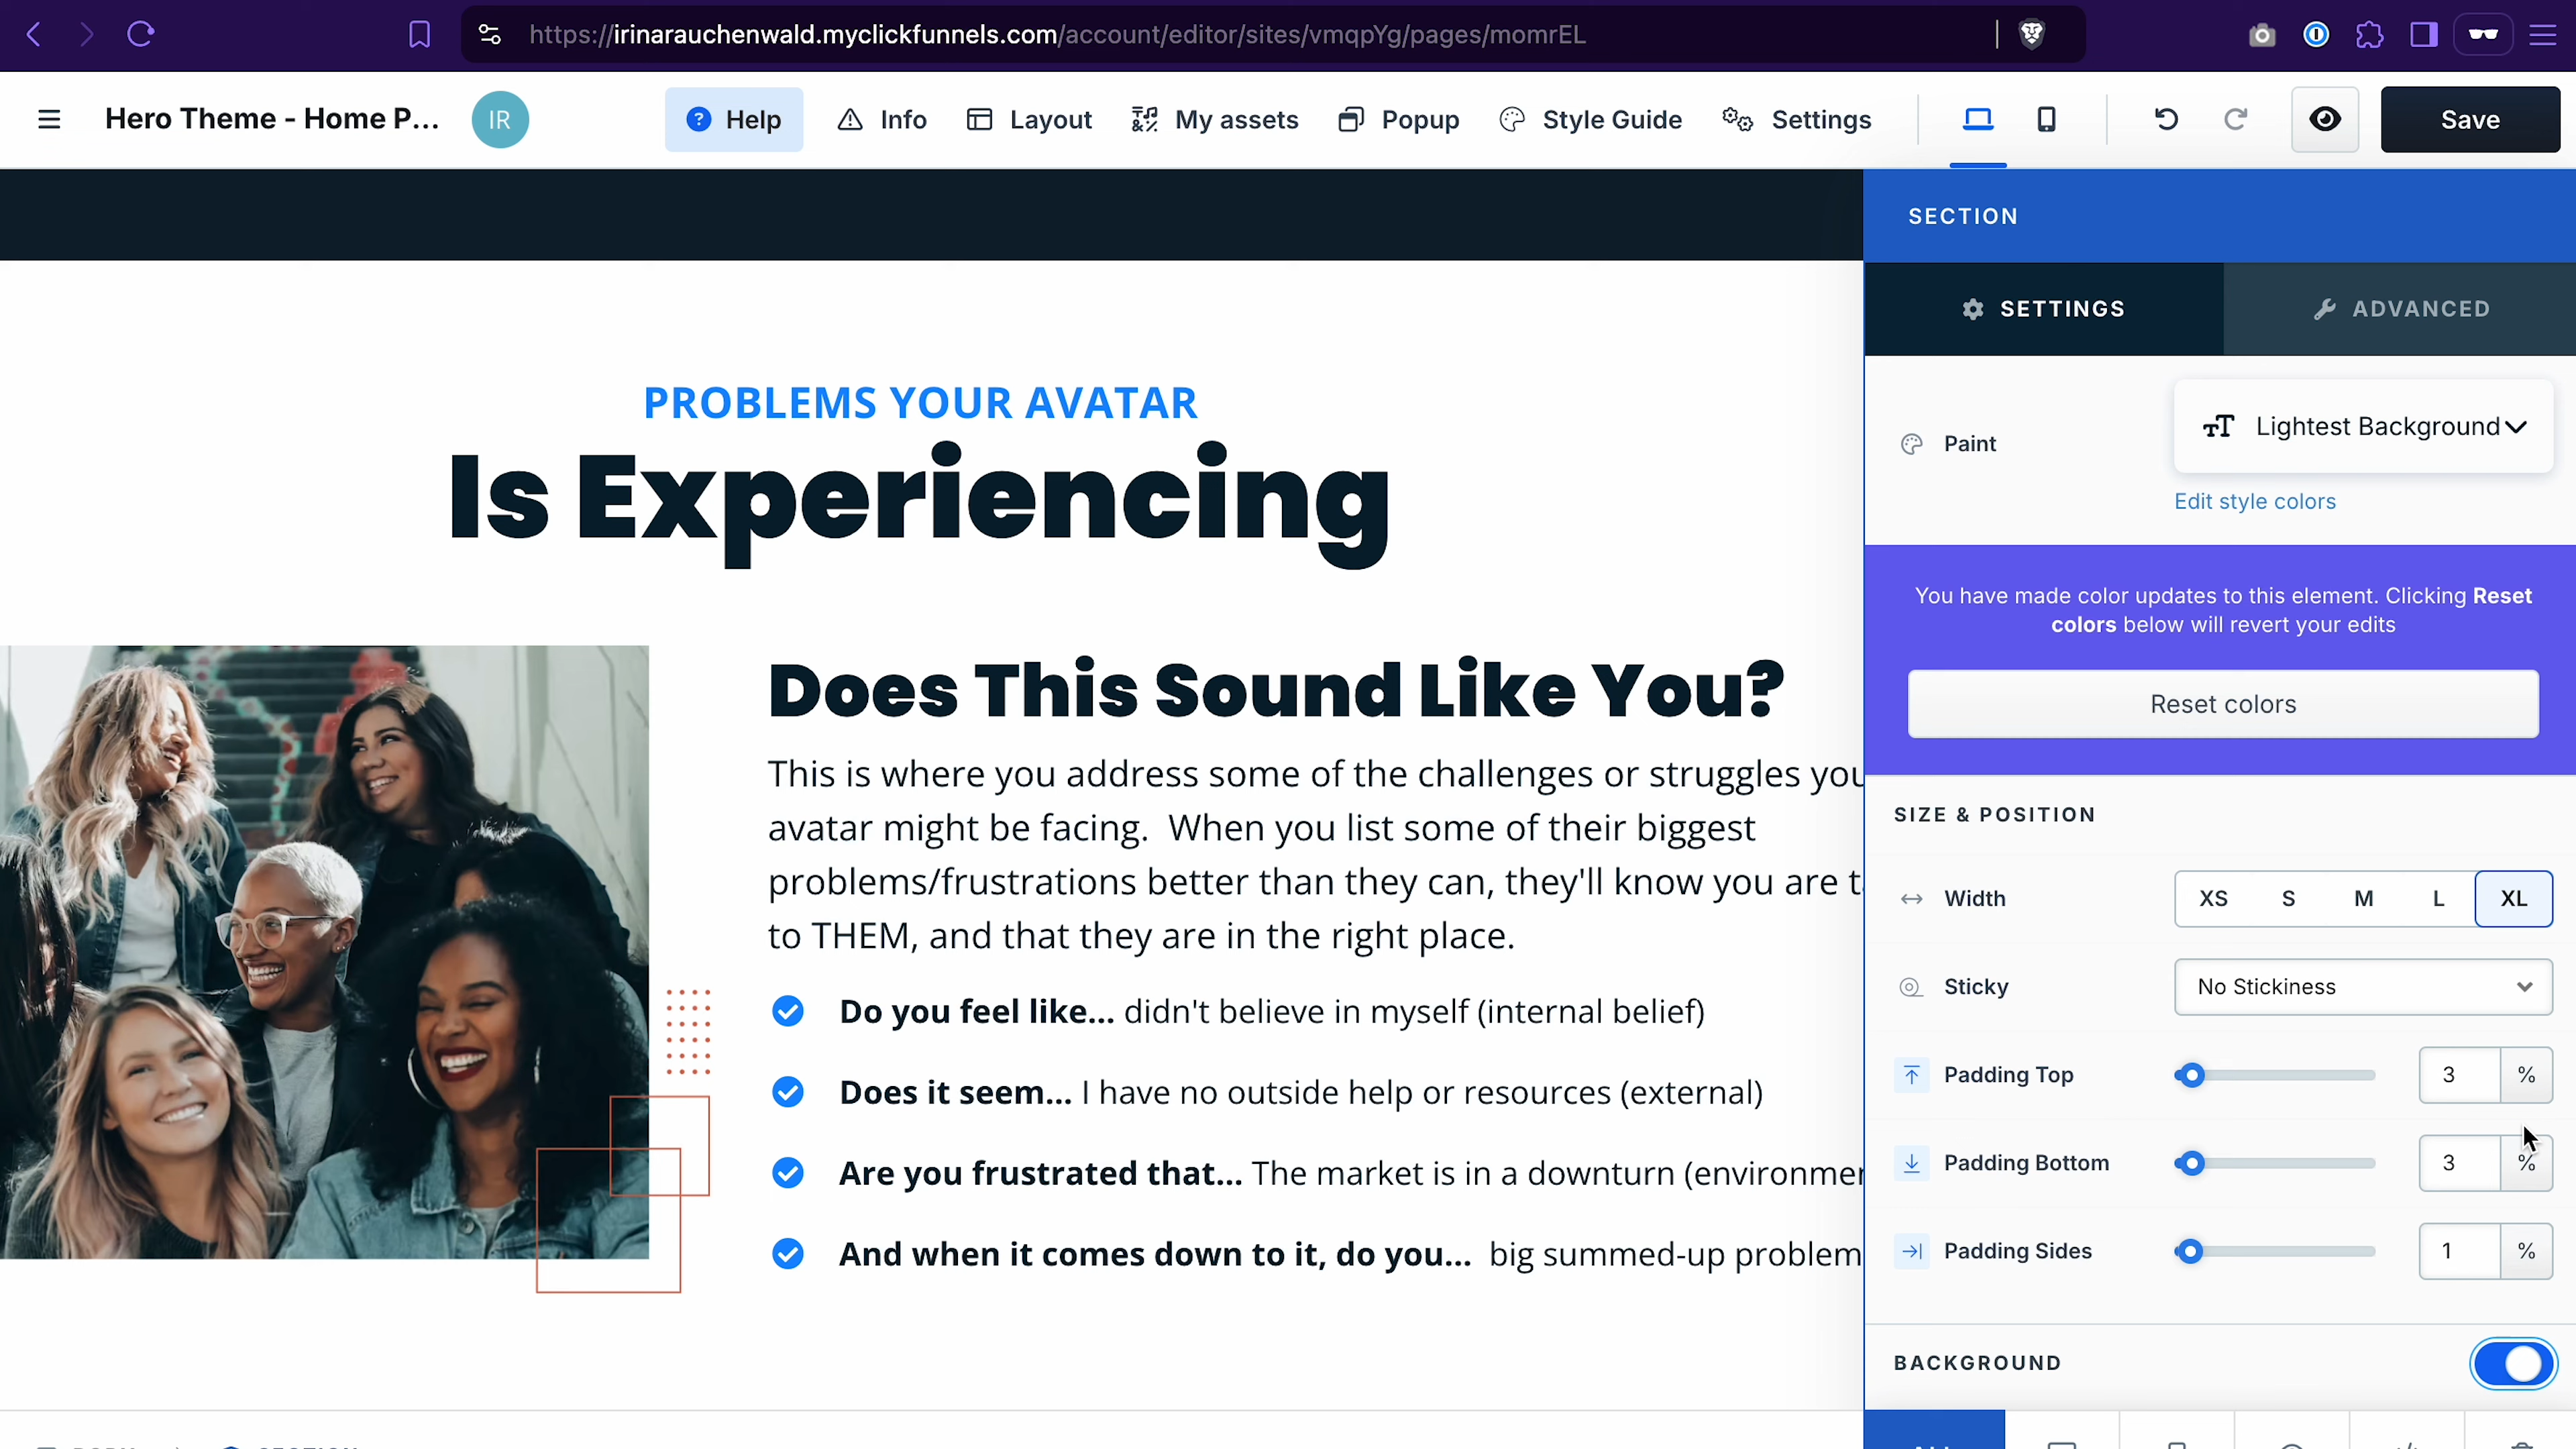 https://irinarauchenwald.myclickfunnels.com/account/editor/sites/vmqpYg/pages/momrEL
Hero Theme - Home P...
IR
? Help
Info
Layout
My assets
Popup
Style Guide
Settings
Save
SECTION
SETTINGS
ADVANCED
PROBLEMS YOUR AVATAR
Is Experiencing
Does This Sound Like You?
This is where you address some of the challenges or struggles you
avatar might be facing.  When you list some of their biggest
problems/frustrations better than they can, they'll know you are t
to THEM, and that they are in the right place.
Do you feel like... didn't believe in myself (internal belief)
Does it seem... I have no outside help or resources (external)
Are you frustrated that... The market is in a downturn (environmen
And when it comes down to it, do you...  big summed-up problem
Paint
Lightest Background
Edit style colors
You have made color updates to this element. Clicking Reset
colors below will revert your edits
Reset colors
SIZE & POSITION
Width
XS S M L XL
Sticky
No Stickiness
Padding Top
3 %
Padding Bottom
3 %
Padding Sides
1 %
BACKGROUND